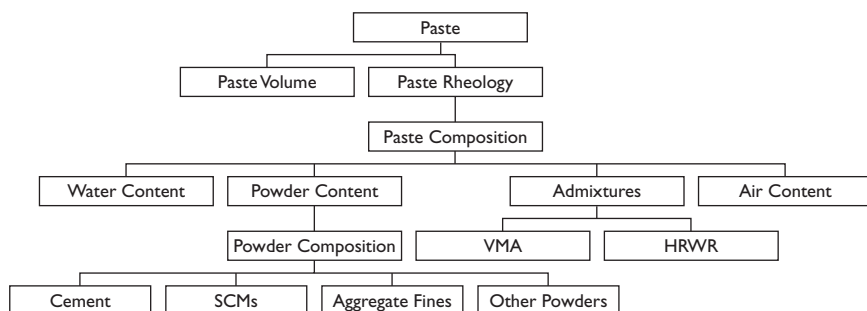 Paste
Paste Volume
Paste Rheology
Paste Composition
Water Content
Powder Content
Admixtures
Air Content
Powder Composition
VMA
HRWR
Cement
SCMs
Aggregate Fines
Other Powders